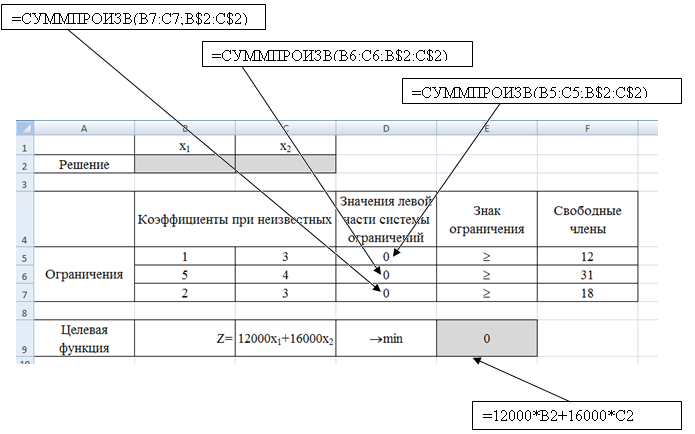 =СУММПРОИЗВ(B7:C7;B$2:C$2)
=СУММПРОИЗВ(B6:C6;B$2:C$2)
=СУММПРОИЗВ(B5:C5;B$2:C$2)
A B C D E F
1 x₁ x₂
2 Решение
3
4 Коэффициенты при неизвестных Значения левой части системы ограничений Знак ограничения Свободные члены
5 1 3 0 ≥ 12
6 Ограничения 5 4 0 ≥ 31
7 2 3 0 ≥ 18
8
9 Целевая функция Z= 12000x₁+16000x₂ →min 0
=12000*B2+16000*C2